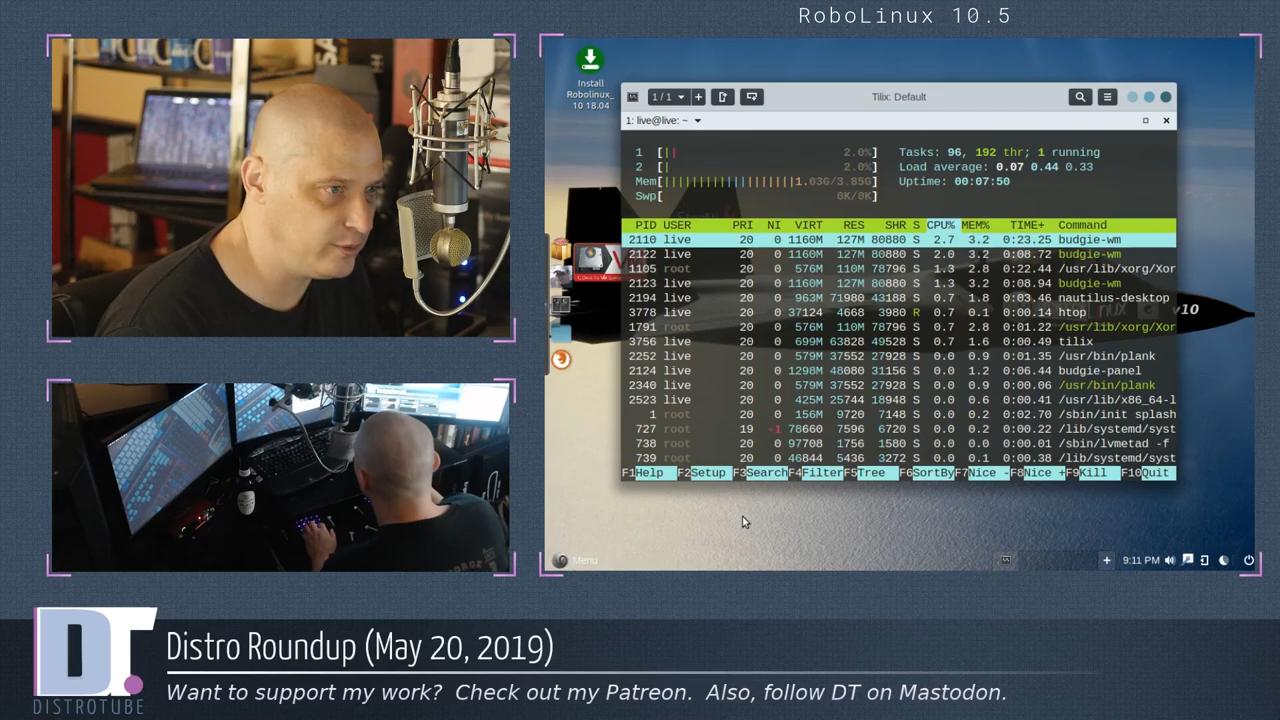 RoboLinux 10.5
Install
Robolinux_
10 18.04
1 / 1
Tilix: Default
1: live@live: ~
1 [|| 2.0%] Tasks: 96, 192 thr; 1 running
2 [| 2.0%] Load average: 0.07 0.44 0.33
Mem[||||||||||||||||||||1.03G/3.85G] Uptime: 00:07:50
Swp[ 0K/0K]
PID USER PRI NI VIRT RES SHR S CPU% MEM% TIME+ Command
2110 live 20 0 1160M 127M 80880 S 2.7 3.2 0:23.25 budgie-wm
2122 live 20 0 1160M 127M 80880 S 2.0 3.2 0:08.72 budgie-wm
1105 root 20 0 576M 110M 78796 S 1.3 2.8 0:22.44 /usr/lib/xorg/Xor
2123 live 20 0 1160M 127M 80880 S 1.3 3.2 0:08.94 budgie-wm
2194 live 20 0 963M 71980 43188 S 0.7 1.8 0:03.46 nautilus-desktop
3778 live 20 0 37124 4668 3980 R 0.7 0.1 0:00.14 htop
1791 root 20 0 576M 110M 78796 S 0.7 2.8 0:01.22 /usr/lib/xorg/Xor
3756 live 20 0 699M 63828 49528 S 0.7 1.6 0:00.49 tilix
2252 live 20 0 579M 37552 27928 S 0.0 0.9 0:01.35 /usr/bin/plank
2124 live 20 0 1298M 48080 31156 S 0.0 1.2 0:06.44 budgie-panel
2340 live 20 0 579M 37552 27928 S 0.0 0.9 0:00.06 /usr/bin/plank
2523 live 20 0 425M 25744 18948 S 0.0 0.6 0:00.41 /usr/lib/x86_64-l
1 root 20 0 156M 9720 7148 S 0.0 0.2 0:02.70 /sbin/init splash
727 root 19 -1 78660 7596 6720 S 0.0 0.2 0:00.22 /lib/systemd/syst
738 root 20 0 97708 1756 1580 S 0.0 0.0 0:00.01 /sbin/lvmetad -f
739 root 20 0 46844 5436 3272 S 0.0 0.1 0:00.38 /lib/systemd/syst
F1Help F2Setup F3SearchF4FilterF5Tree F6SortByF7Nice -F8Nice +F9Kill F10Quit
v10
Menu
9:11 PM
DT
DISTROTUBE
Distro Roundup (May 20, 2019)
Want to support my work? Check out my Patreon. Also, follow DT on Mastodon.